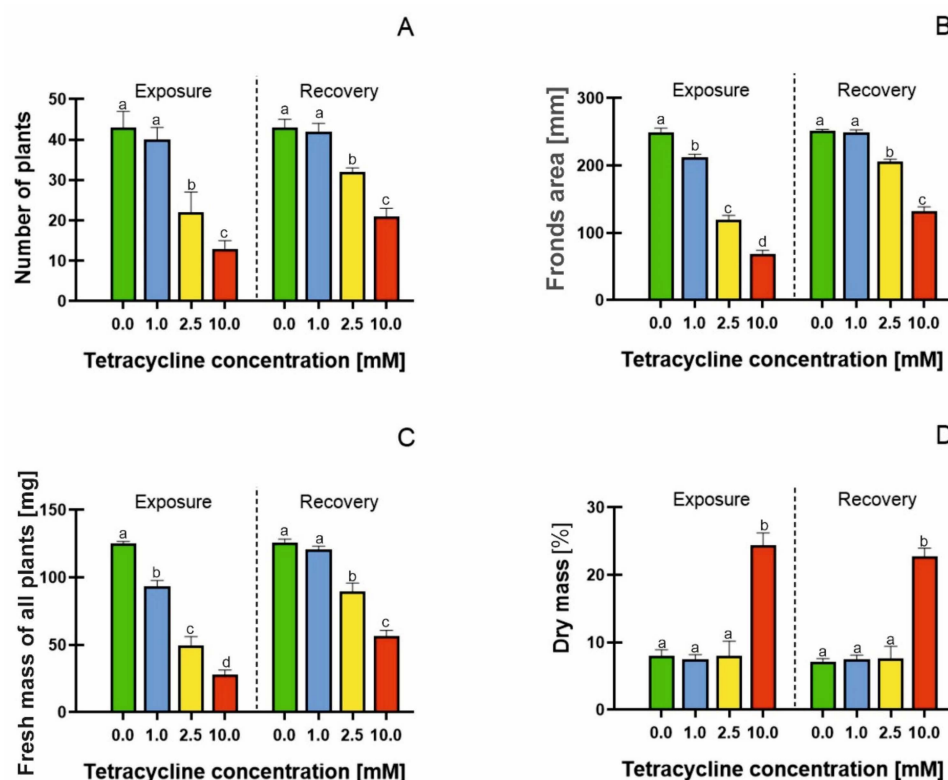 A
Exposure Recovery
a a b c a a b c
50
40
30
20
10
0
Number of plants
0.0 1.0 2.5 10.0 0.0 1.0 2.5 10.0
Tetracycline concentration [mM]
B
Exposure Recovery
a b c d a a b c
300
200
100
0
Fronds area [mm]
0.0 1.0 2.5 10.0 0.0 1.0 2.5 10.0
Tetracycline concentration [mM]
C
Exposure Recovery
a b c d a a b c
150
100
50
0
Fresh mass of all plants [mg]
0.0 1.0 2.5 10.0 0.0 1.0 2.5 10.0
Tetracycline concentration [mM]
D
Exposure Recovery
a a a b a a a b
30
20
10
0
Dry mass [%]
0.0 1.0 2.5 10.0 0.0 1.0 2.5 10.0
Tetracycline concentration [mM]